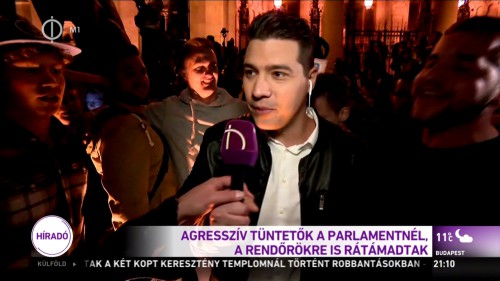 M1
HÍRADÓ
AGRESSZÍV TÜNTETŐK A PARLAMENTNÉL,
A RENDŐRÖKRE IS RÁTÁMADTAK
11°C
BUDAPEST
KÜLFÖLD
TAK A KÉT KOPT KERESZTÉNY TEMPLOMNÁL TÖRTÉNT ROBBANTÁSOKBAN -
21:10